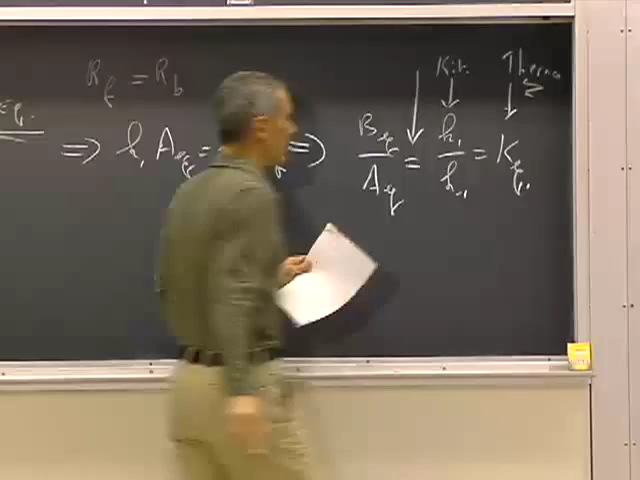 R_f = R_b
Kin. Thermo
Eq.
=> k_1 A_eq = => B_eq / A_eq = k_1 / k_-1 = K_eq.